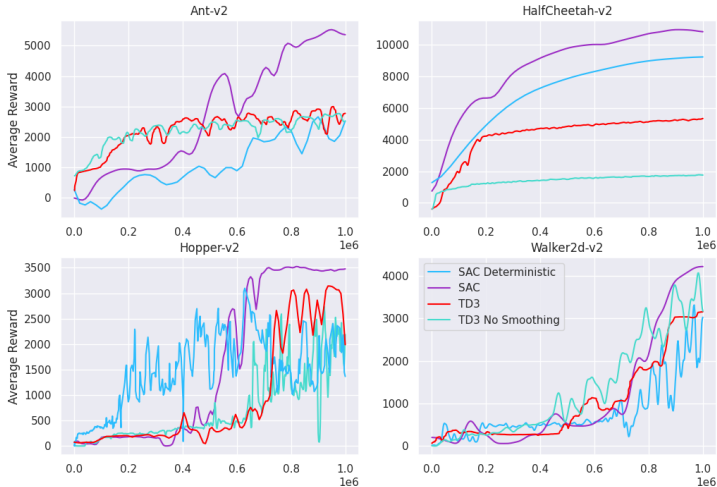 Ant-v2
Average Reward
5000
4000
3000
2000
1000
0
0.0 0.2 0.4 0.6 0.8 1.0
1e6
HalfCheetah-v2
10000
8000
6000
4000
2000
0
0.0 0.2 0.4 0.6 0.8 1.0
1e6
Hopper-v2
Average Reward
3500
3000
2500
2000
1500
1000
500
0
0.0 0.2 0.4 0.6 0.8 1.0
1e6
Walker2d-v2
4000
3000
2000
1000
0
SAC Deterministic
SAC
TD3
TD3 No Smoothing
0.0 0.2 0.4 0.6 0.8 1.0
1e6